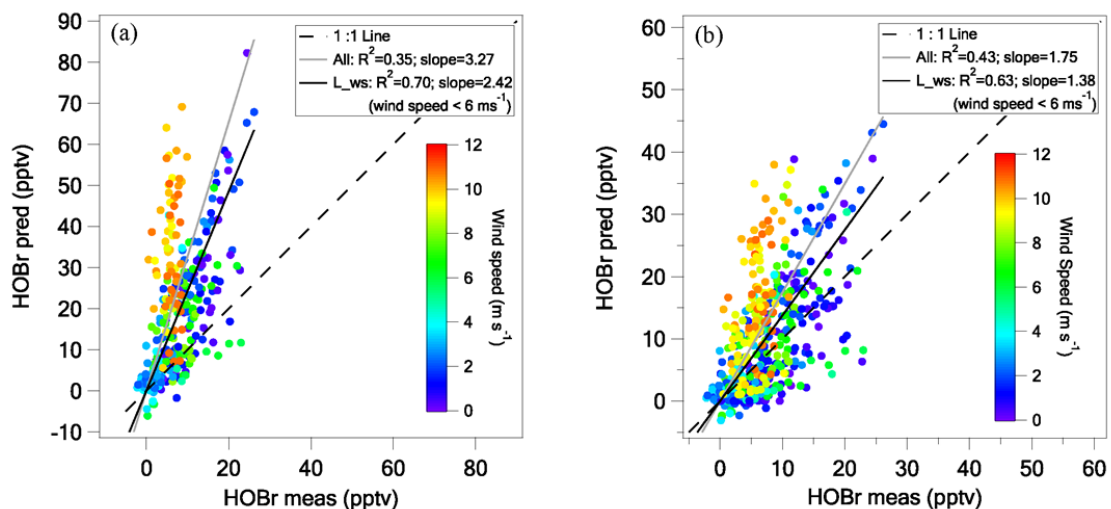 (a)
1 :1 Line
All: R²=0.35; slope=3.27
L_ws: R²=0.70; slope=2.42
(wind speed < 6 ms⁻¹)
90
80
70
60
50
40
30
20
10
0
-10
HOBr pred (pptv)
0
20
40
60
80
HOBr meas (pptv)
12
10
8
6
4
2
0
Wind speed (m s⁻¹)
(b)
1 :1 Line
All: R²=0.43; slope=1.75
L_ws: R²=0.63; slope=1.38
(wind speed < 6 ms⁻¹)
60
50
40
30
20
10
0
HOBr pred (pptv)
0
10
20
30
40
50
60
HOBr meas (pptv)
12
10
8
6
4
2
0
Wind Speed (m s⁻¹)